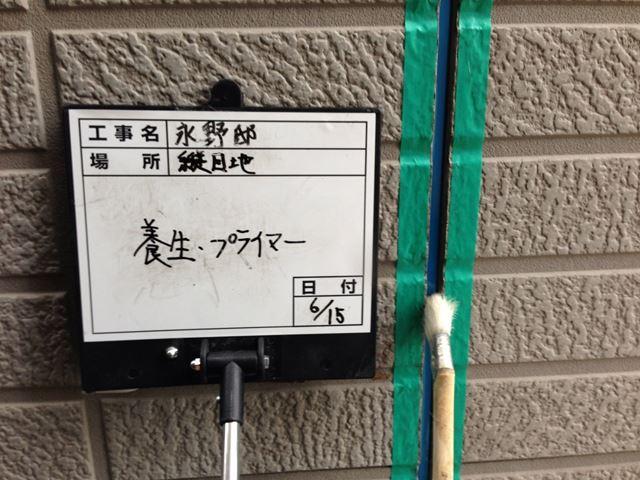 工事名 永野邸
場所 縦目地
養生・プライマー
日付
6/15